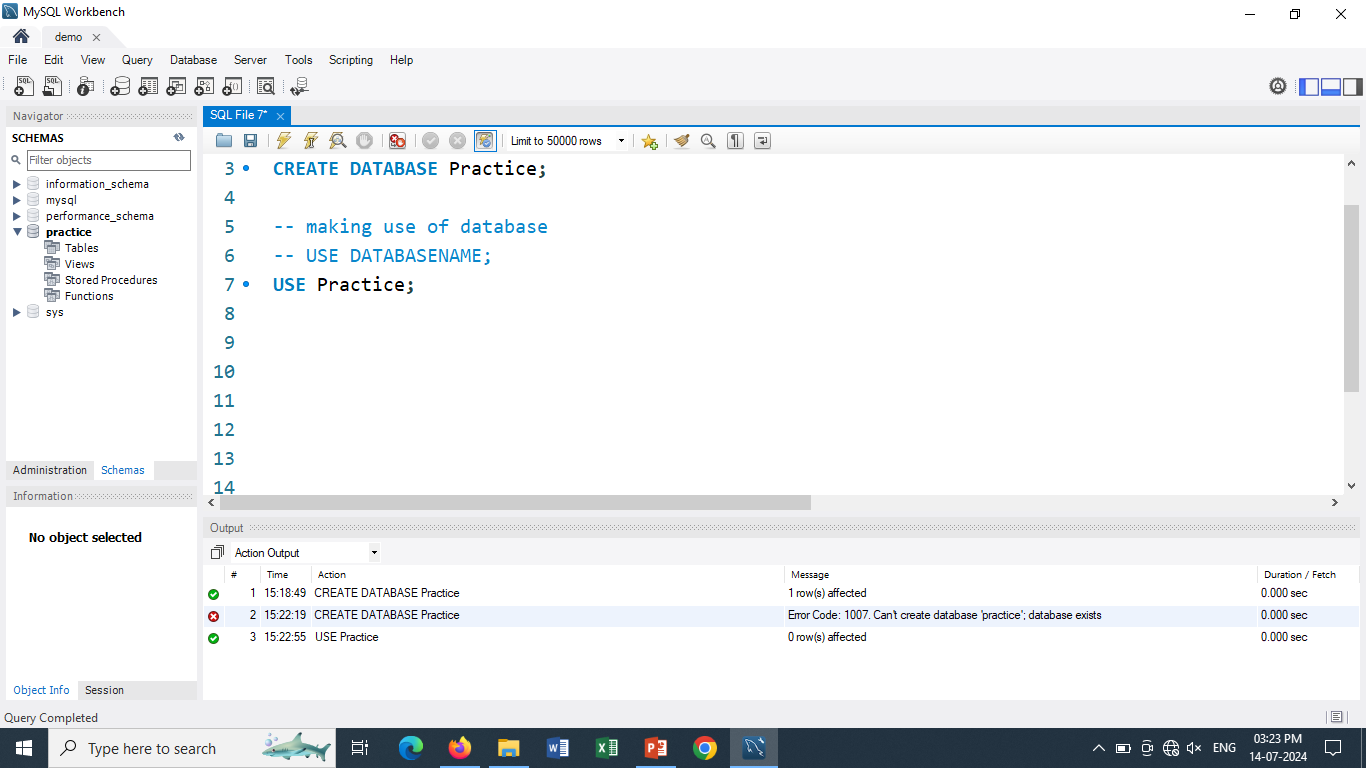 MySQL Workbench
demo
File Edit View Query Database Server Tools Scripting Help
Navigator
SCHEMAS
Filter objects
information_schema
mysql
performance_schema
practice
Tables
Views
Stored Procedures
Functions
sys
Administration Schemas
Information
No object selected
Object Info Session
SQL File 7*
Limit to 50000 rows
3 CREATE DATABASE Practice;
4
5 -- making use of database
6 -- USE DATABASENAME;
7 USE Practice;
8
9
10
11
12
13
14
Output
Action Output
# Time Action Message Duration / Fetch
1 15:18:49 CREATE DATABASE Practice 1 row(s) affected 0.000 sec
2 15:22:19 CREATE DATABASE Practice Error Code: 1007. Can't create database 'practice'; database exists 0.000 sec
3 15:22:55 USE Practice 0 row(s) affected 0.000 sec
Query Completed
Type here to search
ENG
03:23 PM
14-07-2024